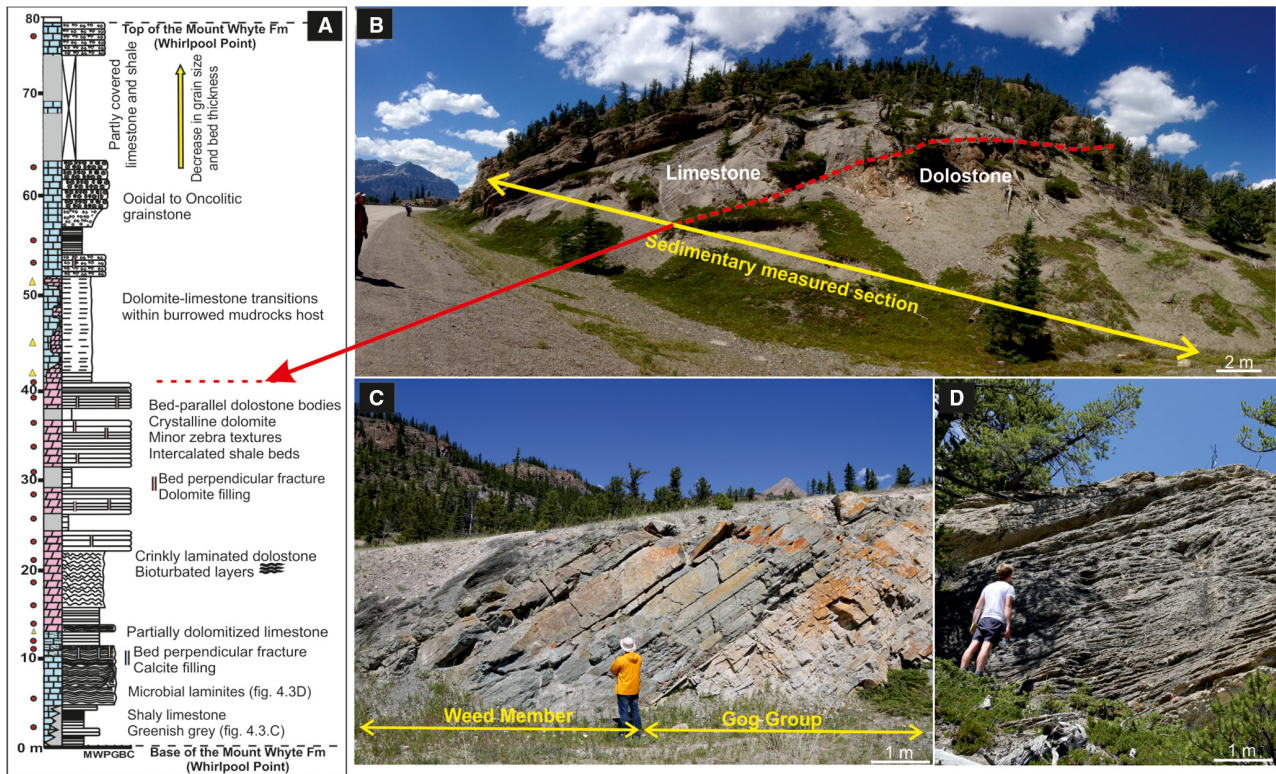 A
80
Top of the Mount Whyte Fm
(Whirlpool Point)
Partly covered
limestone and shale
Decrease in grain size
and bed thickness
70
60
Ooidal to Oncolitic
grainstone
50
Dolomite-limestone transitions
within burrowed mudrocks host
40
Bed-parallel dolostone bodies
Crystalline dolomite
Minor zebra textures
Intercalated shale beds
30
Bed perpendicular fracture
Dolomite filling
Crinkly laminated dolostone
20
Bioturbated layers
Partially dolomitized limestone
10
Bed perpendicular fracture
Calcite filling
Microbial laminites (fig. 4.3D)
Shaly limestone
Greenish grey (fig. 4.3.C)
0 m
MWPGBC
Base of the Mount Whyte Fm
(Whirlpool Point)
B
Limestone
Dolostone
Sedimentary measured section
2 m
C
Weed Member
Gog Group
1 m
D
1 m